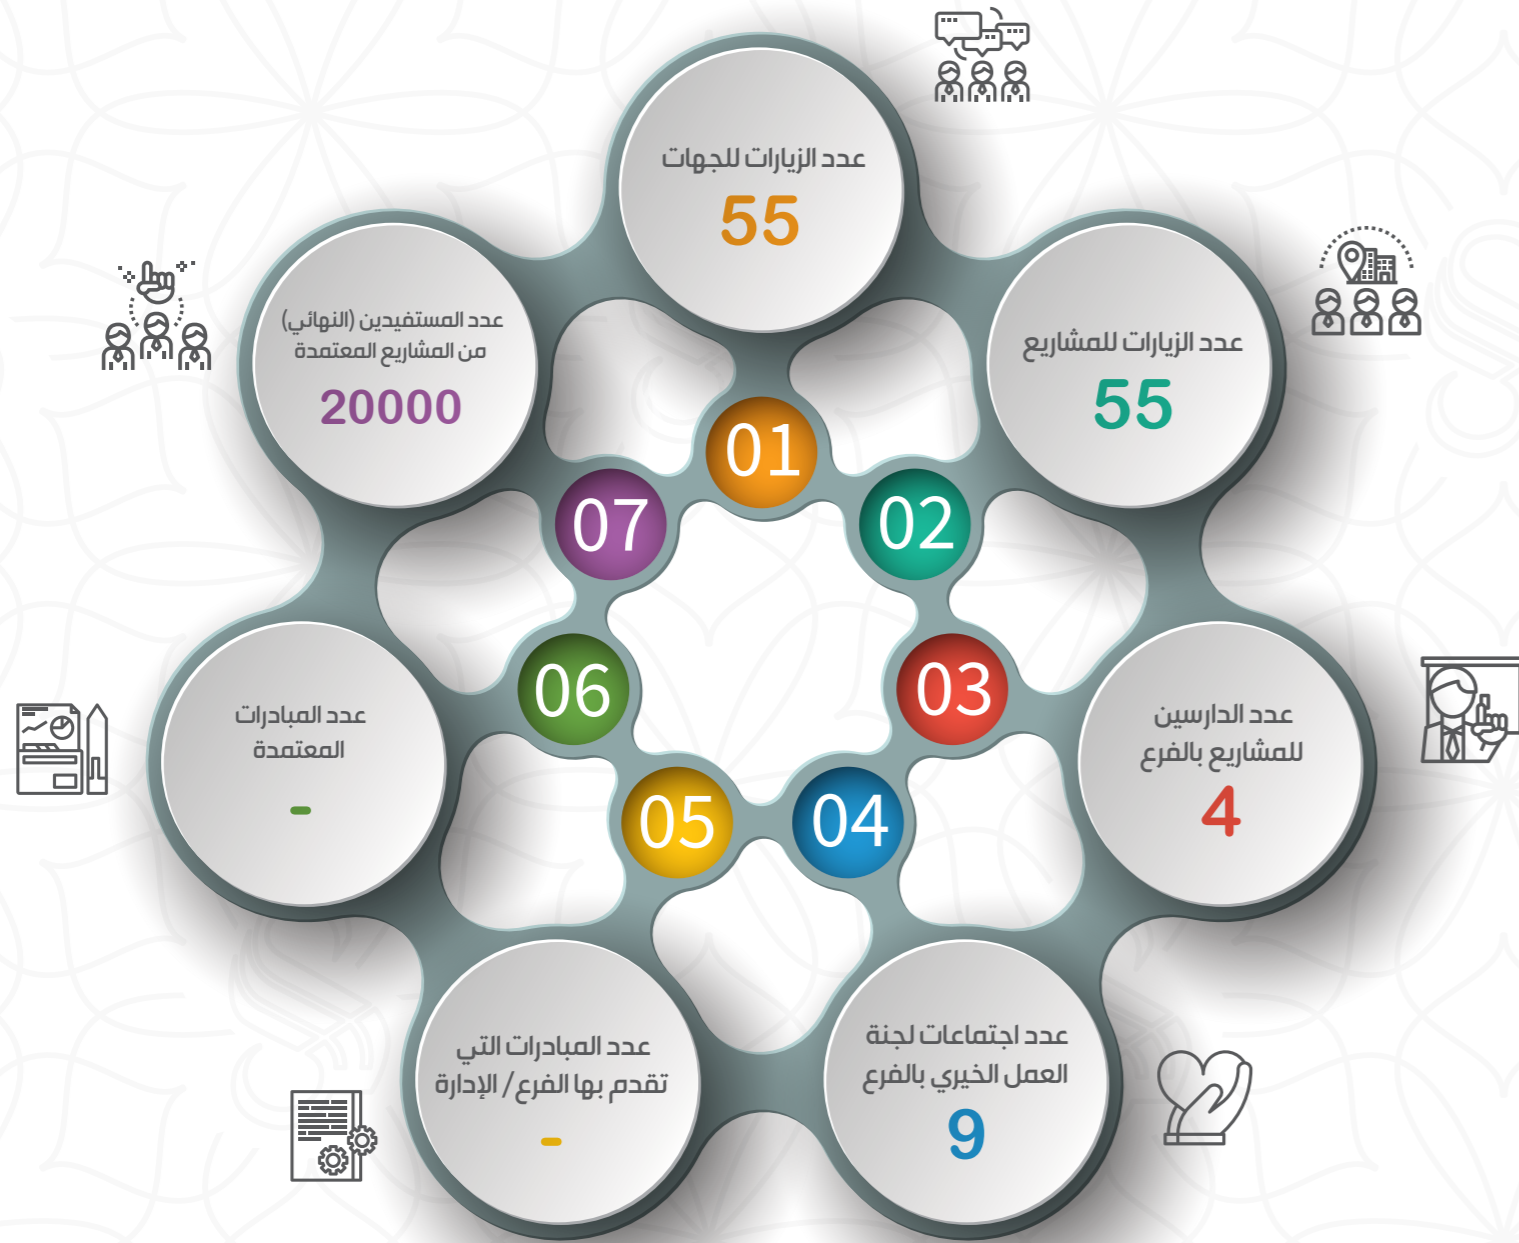 عدد الزيارات للجهات
55
01
عدد الزيارات للمشاريع
55
02
عدد الدارسين
للمشاريع بالفرع
4
03
عدد اجتماعات لجنة
العمل الخيري بالفرع
9
04
عدد المبادرات التي
تقدم بها الفرع/ الإدارة
-
05
عدد المبادرات
المعتمدة
-
06
عدد المستفيدين (النهائي)
من المشاريع المعتمدة
20000
07